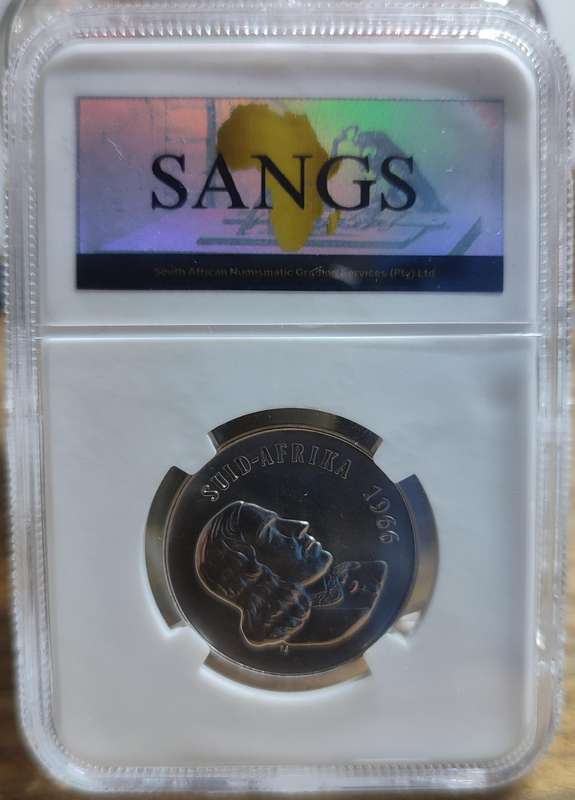 SANGS
South African Numismatic Grading Services (Pty) Ltd
SUID-AFRIKA 1966